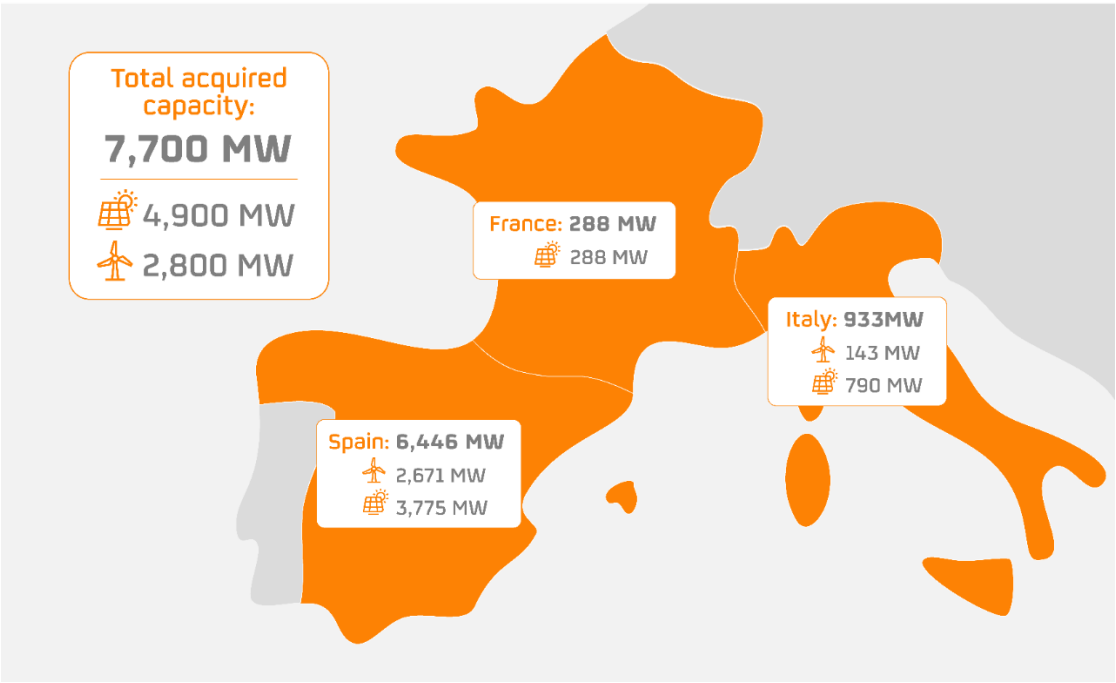 Total acquired
capacity:
7,700 MW
4,900 MW
2,800 MW
France: 288 MW
288 MW
Italy: 933MW
143 MW
790 MW
Spain: 6,446 MW
2,671 MW
3,775 MW